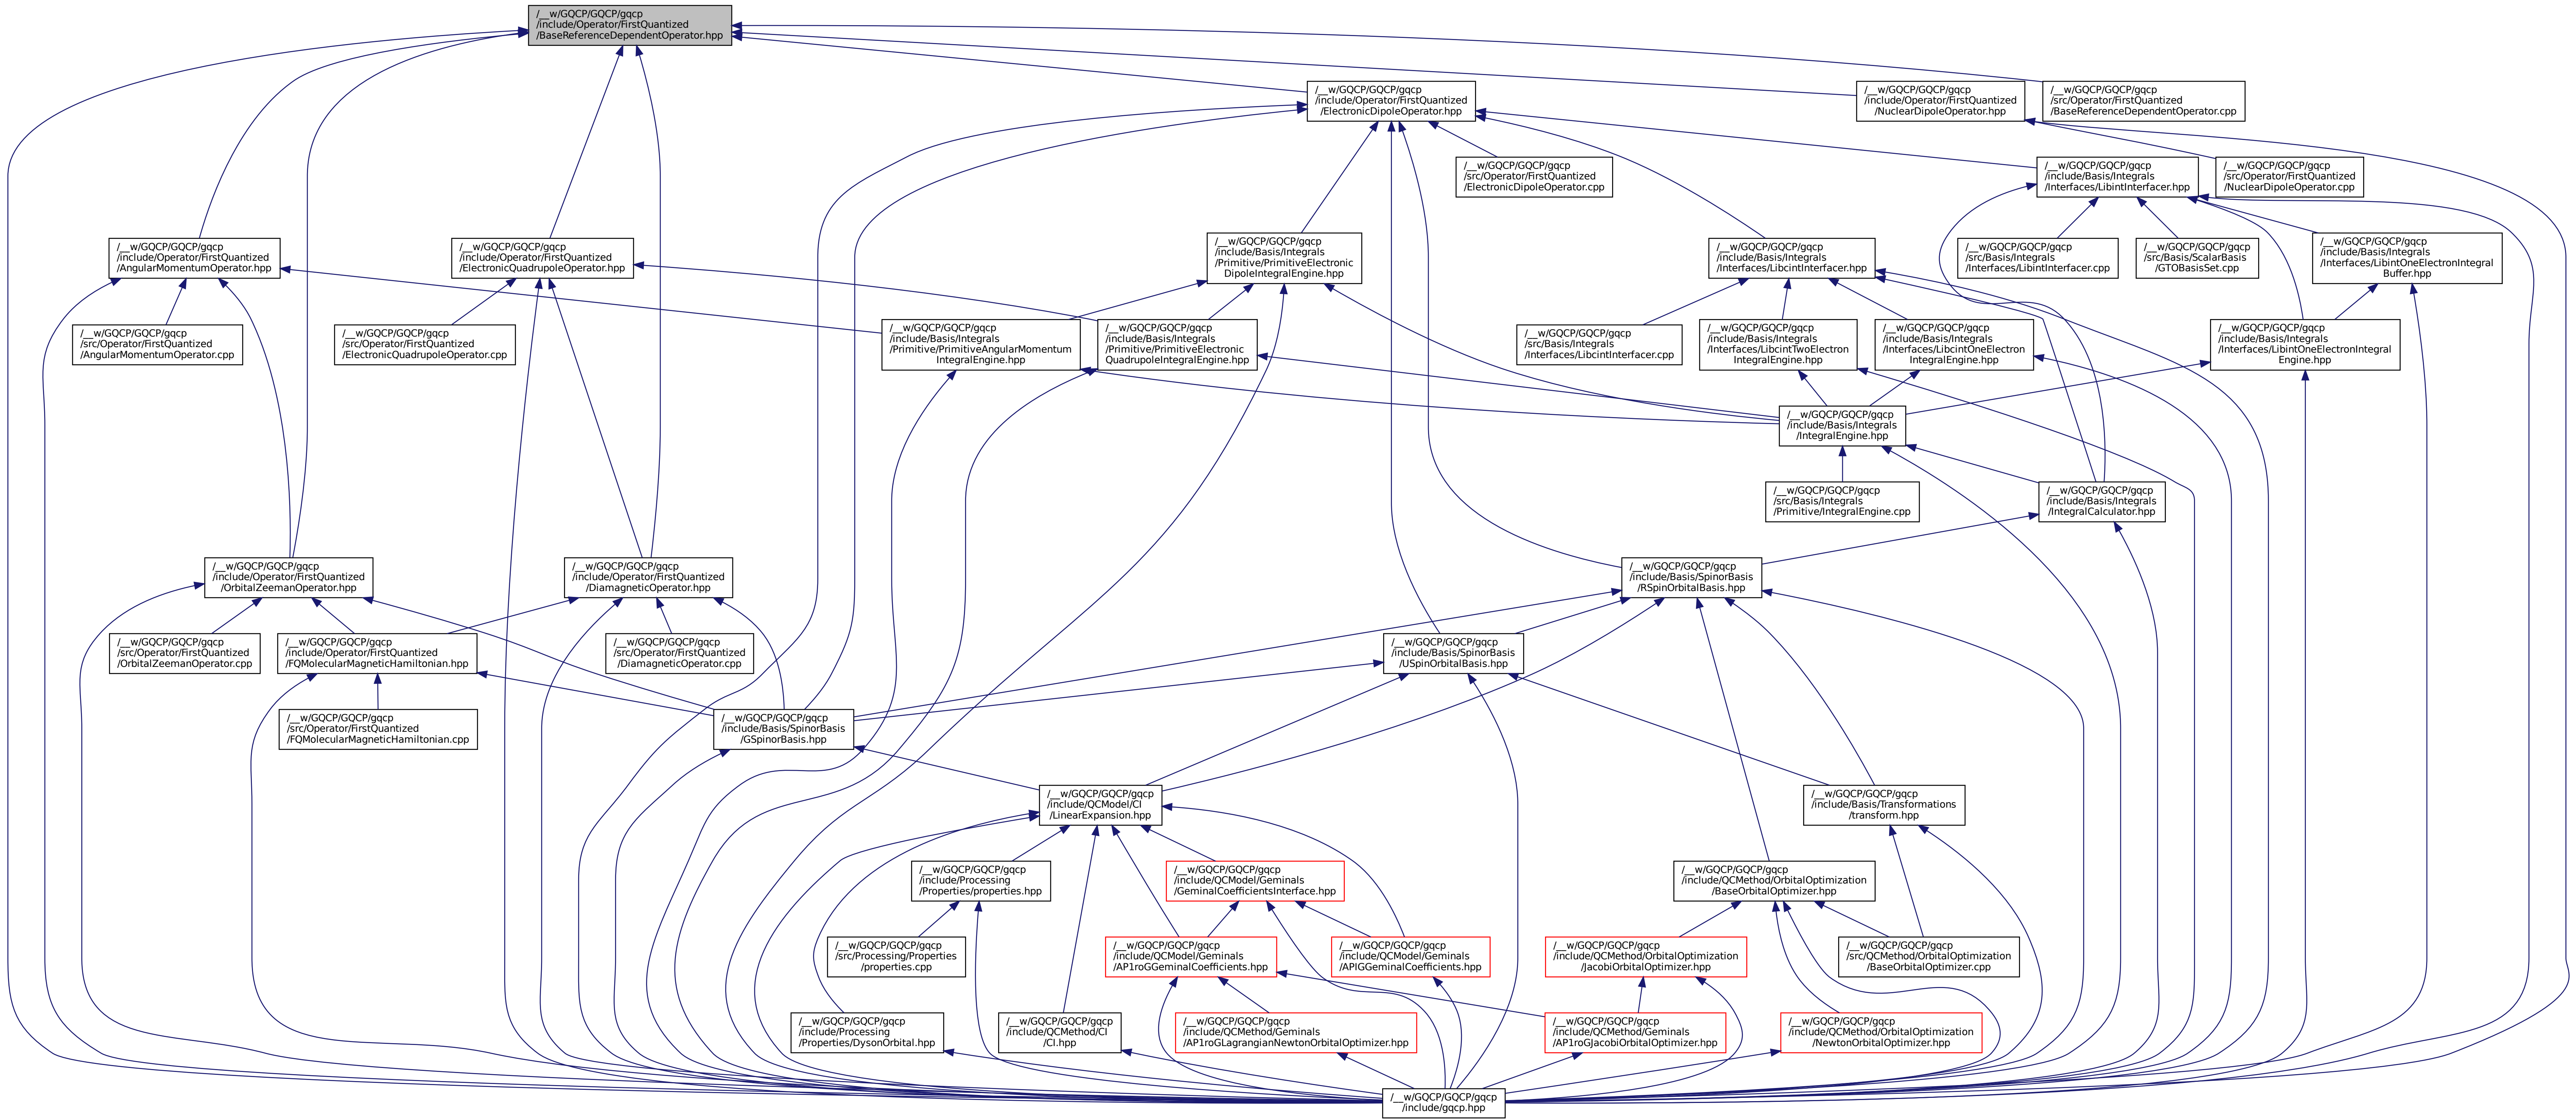 /__w/GQCP/GQCP/gqcp
/include/Operator/FirstQuantized
/BaseReferenceDependentOperator.hpp
/__w/GQCP/GQCP/gqcp
/include/Operator/FirstQuantized
/ElectronicDipoleOperator.hpp
/__w/GQCP/GQCP/gqcp
/include/Operator/FirstQuantized
/NuclearDipoleOperator.hpp
/__w/GQCP/GQCP/gqcp
/src/Operator/FirstQuantized
/BaseReferenceDependentOperator.cpp
/__w/GQCP/GQCP/gqcp
/src/Operator/FirstQuantized
/ElectronicDipoleOperator.cpp
/__w/GQCP/GQCP/gqcp
/include/Basis/Integrals
/Interfaces/LibintInterfacer.hpp
/__w/GQCP/GQCP/gqcp
/src/Operator/FirstQuantized
/NuclearDipoleOperator.cpp
/__w/GQCP/GQCP/gqcp
/include/Operator/FirstQuantized
/AngularMomentumOperator.hpp
/__w/GQCP/GQCP/gqcp
/include/Operator/FirstQuantized
/ElectronicQuadrupoleOperator.hpp
/__w/GQCP/GQCP/gqcp
/include/Basis/Integrals
/Primitive/PrimitiveElectronic
DipoleIntegralEngine.hpp
/__w/GQCP/GQCP/gqcp
/include/Basis/Integrals
/Interfaces/LibcintInterfacer.hpp
/__w/GQCP/GQCP/gqcp
/src/Basis/Integrals
/Interfaces/LibintInterfacer.cpp
/__w/GQCP/GQCP/gqcp
/src/Basis/ScalarBasis
/GTOBasisSet.cpp
/__w/GQCP/GQCP/gqcp
/include/Basis/Integrals
/Interfaces/LibintOneElectronIntegral
Buffer.hpp
/__w/GQCP/GQCP/gqcp
/src/Operator/FirstQuantized
/AngularMomentumOperator.cpp
/__w/GQCP/GQCP/gqcp
/src/Operator/FirstQuantized
/ElectronicQuadrupoleOperator.cpp
/__w/GQCP/GQCP/gqcp
/include/Basis/Integrals
/Primitive/PrimitiveAngularMomentum
IntegralEngine.hpp
/__w/GQCP/GQCP/gqcp
/include/Basis/Integrals
/Primitive/PrimitiveElectronic
QuadrupoleIntegralEngine.hpp
/__w/GQCP/GQCP/gqcp
/src/Basis/Integrals
/Interfaces/LibcintInterfacer.cpp
/__w/GQCP/GQCP/gqcp
/include/Basis/Integrals
/Interfaces/LibcintTwoElectron
IntegralEngine.hpp
/__w/GQCP/GQCP/gqcp
/include/Basis/Integrals
/Interfaces/LibcintOneElectron
IntegralEngine.hpp
/__w/GQCP/GQCP/gqcp
/include/Basis/Integrals
/Interfaces/LibintOneElectronIntegral
Engine.hpp
/__w/GQCP/GQCP/gqcp
/include/Basis/Integrals
/IntegralEngine.hpp
/__w/GQCP/GQCP/gqcp
/src/Basis/Integrals
/Primitive/IntegralEngine.cpp
/__w/GQCP/GQCP/gqcp
/include/Basis/Integrals
/IntegralCalculator.hpp
/__w/GQCP/GQCP/gqcp
/include/Operator/FirstQuantized
/OrbitalZeemanOperator.hpp
/__w/GQCP/GQCP/gqcp
/include/Operator/FirstQuantized
/DiamagneticOperator.hpp
/__w/GQCP/GQCP/gqcp
/include/Basis/SpinorBasis
/RSpinOrbitalBasis.hpp
/__w/GQCP/GQCP/gqcp
/src/Operator/FirstQuantized
/OrbitalZeemanOperator.cpp
/__w/GQCP/GQCP/gqcp
/include/Operator/FirstQuantized
/FQMolecularMagneticHamiltonian.hpp
/__w/GQCP/GQCP/gqcp
/src/Operator/FirstQuantized
/DiamagneticOperator.cpp
/__w/GQCP/GQCP/gqcp
/include/Basis/SpinorBasis
/USpinOrbitalBasis.hpp
/__w/GQCP/GQCP/gqcp
/src/Operator/FirstQuantized
/FQMolecularMagneticHamiltonian.cpp
/__w/GQCP/GQCP/gqcp
/include/Basis/SpinorBasis
/GSpinorBasis.hpp
/__w/GQCP/GQCP/gqcp
/include/QCModel/CI
/LinearExpansion.hpp
/__w/GQCP/GQCP/gqcp
/include/Basis/Transformations
/transform.hpp
/__w/GQCP/GQCP/gqcp
/include/Processing
/Properties/properties.hpp
/__w/GQCP/GQCP/gqcp
/include/QCModel/Geminals
/GeminalCoefficientsInterface.hpp
/__w/GQCP/GQCP/gqcp
/include/QCMethod/OrbitalOptimization
/BaseOrbitalOptimizer.hpp
/__w/GQCP/GQCP/gqcp
/src/Processing/Properties
/properties.cpp
/__w/GQCP/GQCP/gqcp
/include/QCModel/Geminals
/AP1roGGeminalCoefficients.hpp
/__w/GQCP/GQCP/gqcp
/include/QCModel/Geminals
/APIGGeminalCoefficients.hpp
/__w/GQCP/GQCP/gqcp
/include/QCMethod/OrbitalOptimization
/JacobiOrbitalOptimizer.hpp
/__w/GQCP/GQCP/gqcp
/src/QCMethod/OrbitalOptimization
/BaseOrbitalOptimizer.cpp
/__w/GQCP/GQCP/gqcp
/include/Processing
/Properties/DysonOrbital.hpp
/__w/GQCP/GQCP/gqcp
/include/QCMethod/CI
/CI.hpp
/__w/GQCP/GQCP/gqcp
/include/QCMethod/Geminals
/AP1roGLagrangianNewtonOrbitalOptimizer.hpp
/__w/GQCP/GQCP/gqcp
/include/QCMethod/Geminals
/AP1roGJacobiOrbitalOptimizer.hpp
/__w/GQCP/GQCP/gqcp
/include/QCMethod/OrbitalOptimization
/NewtonOrbitalOptimizer.hpp
/__w/GQCP/GQCP/gqcp
/include/gqcp.hpp